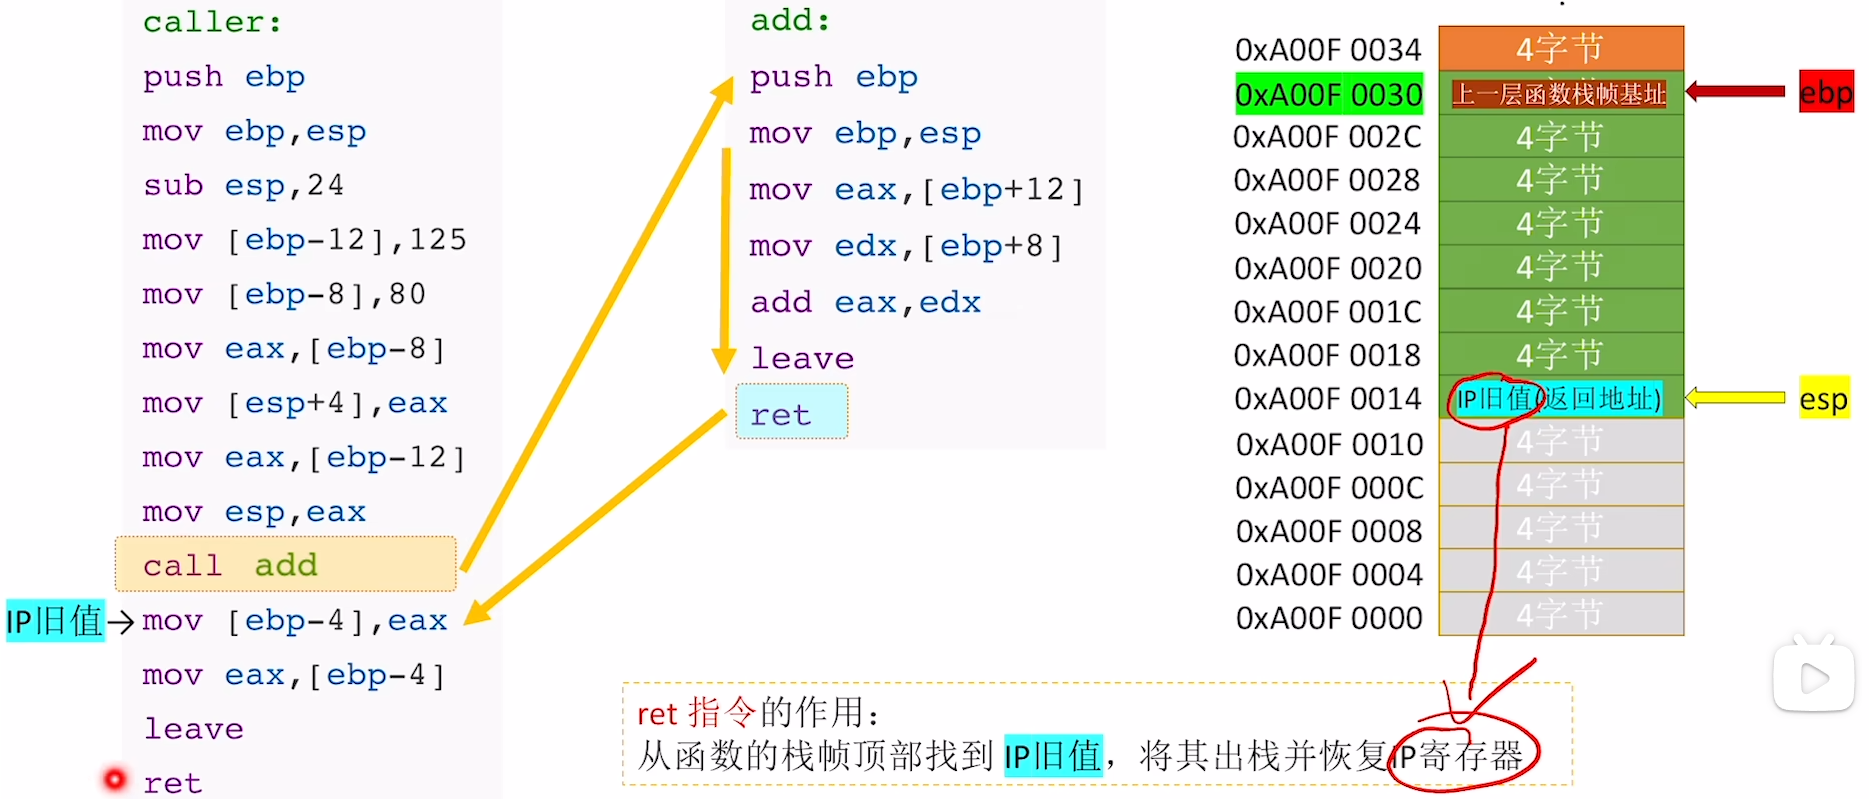 caller:
push ebp
mov ebp,esp
sub esp,24
mov [ebp-12],125
mov [ebp-8],80
mov eax,[ebp-8]
mov [esp+4],eax
mov eax,[ebp-12]
mov esp,eax
call add
IP旧值→mov [ebp-4],eax
mov eax,[ebp-4]
leave
ret
add:
push ebp
mov ebp,esp
mov eax,[ebp+12]
mov edx,[ebp+8]
add eax,edx
leave
ret
0xA00F 0034 4字节
0xA00F 0030 上一层函数栈帧基址 ebp
0xA00F 002C 4字节
0xA00F 0028 4字节
0xA00F 0024 4字节
0xA00F 0020 4字节
0xA00F 001C 4字节
0xA00F 0018 4字节
0xA00F 0014 IP旧值(返回地址) esp
0xA00F 0010 4字节
0xA00F 000C 4字节
0xA00F 0008 4字节
0xA00F 0004 4字节
0xA00F 0000 4字节
ret 指令的作用：
从函数的栈帧顶部找到 IP旧值，将其出栈并恢复IP寄存器